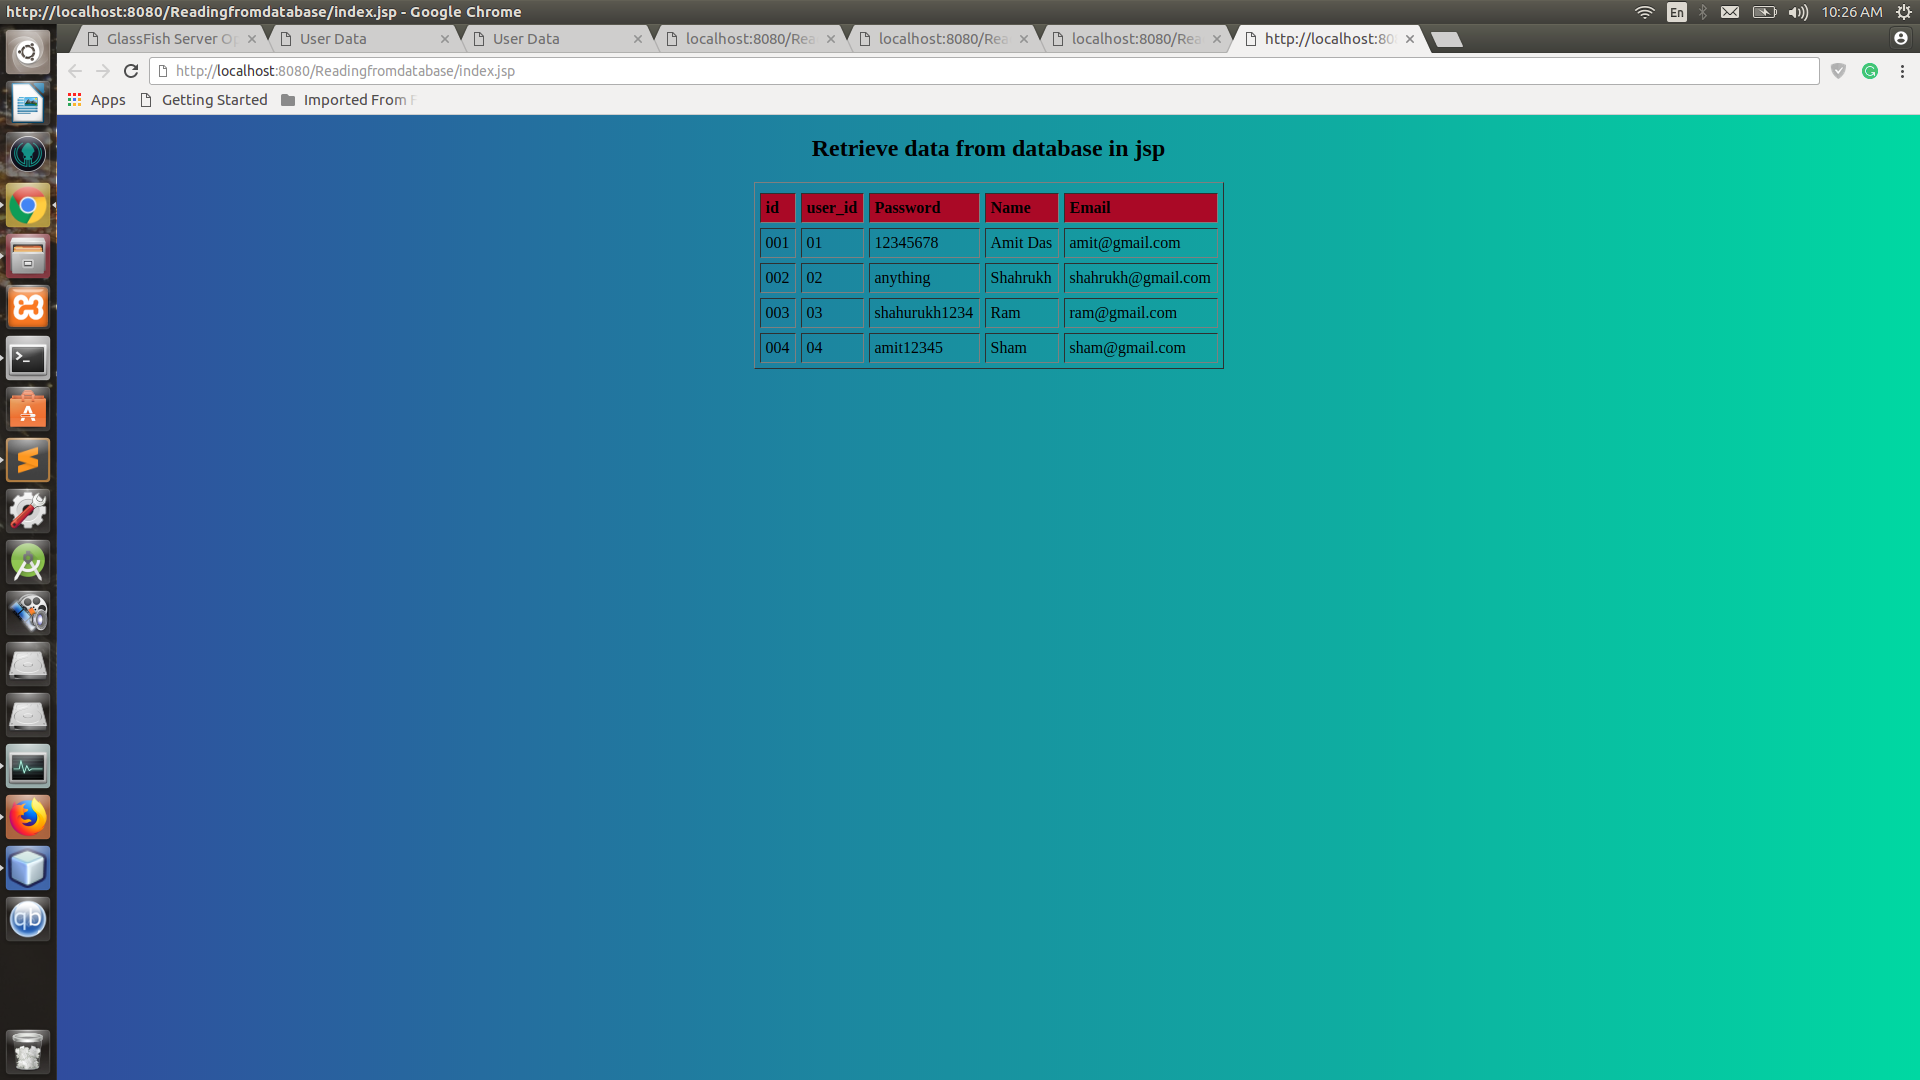 http://localhost:8080/Readingfromdatabase/index.jsp - Google Chrome
En
10:26 AM
GlassFish Server Op
User Data
User Data
localhost:8080/Rea
localhost:8080/Rea
localhost:8080/Rea
http://localhost:80
http://localhost:8080/Readingfromdatabase/index.jsp
Apps
Getting Started
Imported From F
Retrieve data from database in jsp
id user_id Password Name Email
001 01 12345678 Amit Das amit@gmail.com
002 02 anything Shahrukh shahrukh@gmail.com
003 03 shahurukh1234 Ram ram@gmail.com
004 04 amit12345 Sham sham@gmail.com
qb